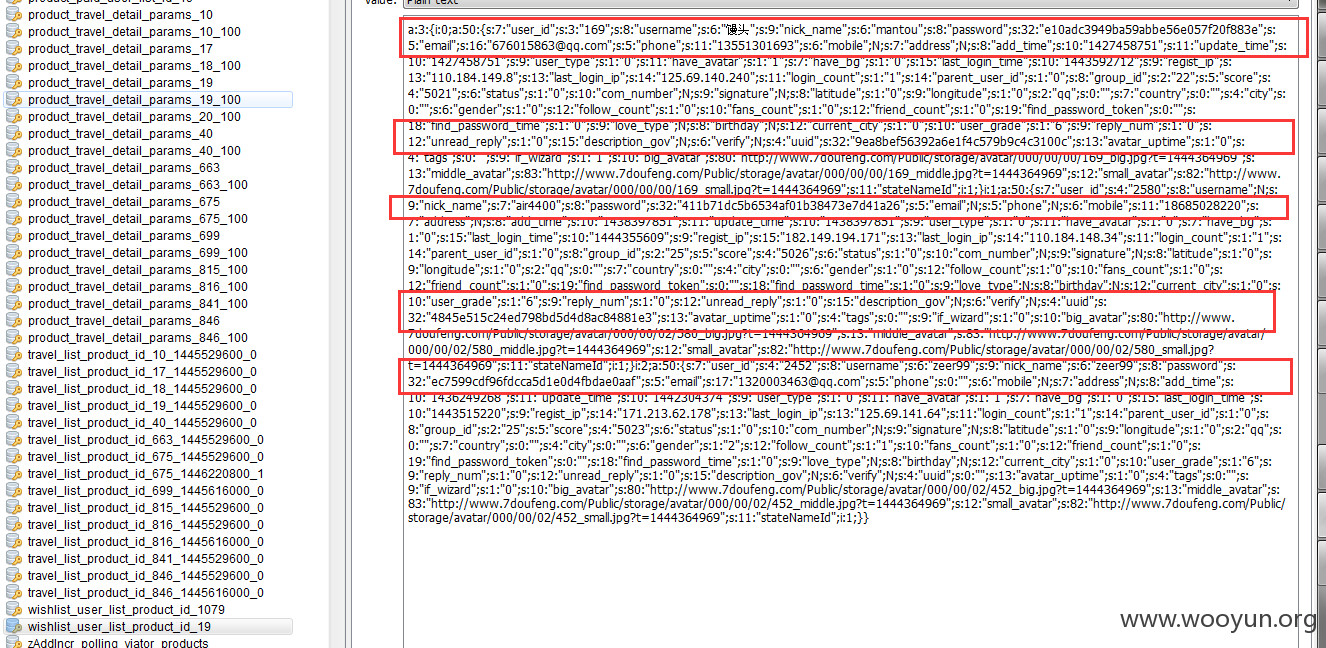 product_travel_detail_params_10
product_travel_detail_params_10_100
product_travel_detail_params_17
product_travel_detail_params_18_100
product_travel_detail_params_19
product_travel_detail_params_19_100
product_travel_detail_params_20_100
product_travel_detail_params_40
product_travel_detail_params_40_100
product_travel_detail_params_663
product_travel_detail_params_663_100
product_travel_detail_params_675
product_travel_detail_params_675_100
product_travel_detail_params_699
product_travel_detail_params_699_100
product_travel_detail_params_815_100
product_travel_detail_params_816_100
product_travel_detail_params_841_100
product_travel_detail_params_846
product_travel_detail_params_846_100
travel_list_product_id_10_1445529600_0
travel_list_product_id_17_1445529600_0
travel_list_product_id_18_1445529600_0
travel_list_product_id_19_1445529600_0
travel_list_product_id_40_1445529600_0
travel_list_product_id_663_1445529600_0
travel_list_product_id_675_1445529600_0
travel_list_product_id_675_1446220800_1
travel_list_product_id_699_1445616000_0
travel_list_product_id_815_1445529600_0
travel_list_product_id_816_1445529600_0
travel_list_product_id_816_1445616000_0
travel_list_product_id_841_1445529600_0
travel_list_product_id_846_1445529600_0
travel_list_product_id_846_1445616000_0
wishlist_user_list_product_id_1079
wishlist_user_list_product_id_19
zAddIncr_polling_viator_products
Value: Plain text
a:3:{i:0;a:50:{s:7:"user_id";s:3:"169";s:8:"username";s:6:"馒头";s:9:"nick_name";s:6:"mantou";s:8:"password";s:32:"e10adc3949ba59abbe56e057f20f883e";s:
5:"email";s:16:"676015863@qq.com";s:5:"phone";s:11:"13551301693";s:6:"mobile";N;s:7:"address";N;s:8:"add_time";s:10:"1427458751";s:11:"update_time";s:
10:"1427458751";s:9:"user_type";s:1:"0";s:11:"have_avatar";s:1:"1";s:7:"have_bg";s:1:"0";s:15:"last_login_time";s:10:"1443592712";s:9:"regist_ip";s:
13:"110.184.149.8";s:13:"last_login_ip";s:14:"125.69.140.240";s:11:"login_count";s:1:"1";s:14:"parent_user_id";s:1:"0";s:8:"group_id";s:2:"22";s:5:"score";s:
4:"5021";s:6:"status";s:1:"0";s:10:"com_number";N;s:9:"signature";N;s:8:"latitude";s:1:"0";s:9:"longitude";s:1:"0";s:2:"qq";s:0:"";s:7:"country";s:0:"";s:4:"city";s:
0:"";s:6:"gender";s:1:"0";s:12:"follow_count";s:1:"0";s:10:"fans_count";s:1:"0";s:12:"friend_count";s:1:"0";s:19:"find_password_token";s:0:"";s:
18:"find_password_time";s:1:"0";s:9:"love_type";N;s:8:"birthday";N;s:12:"current_city";s:1:"0";s:10:"user_grade";s:1:"6";s:9:"reply_num";s:1:"0";s:
12:"unread_reply";s:1:"0";s:15:"description_gov";N;s:6:"verify";N;s:4:"uuid";s:32:"9ea8bef56392a6e1f4c579b9c4c3100c";s:13:"avatar_uptime";s:1:"0";s:
4:"tags";s:0:"";s:9:"if_wizard";s:1:"1";s:10:"big_avatar";s:80:"http://www.7doufeng.com/Public/storage/avatar/000/00/00/169_big.jpg?t=1444364969";s:
13:"middle_avatar";s:83:"http://www.7doufeng.com/Public/storage/avatar/000/00/00/169_middle.jpg?t=1444364969";s:12:"small_avatar";s:82:"http://www.
7doufeng.com/Public/storage/avatar/000/00/00/169_small.jpg?t=1444364969";s:11:"stateNameId";i:1;}i:1;a:50:{s:7:"user_id";s:4:"2580";s:8:"username";N;s:
9:"nick_name";s:7:"air4400";s:8:"password";s:32:"411b71dc5b6534af01b38473e7d41a26";s:5:"email";N;s:5:"phone";N;s:6:"mobile";s:11:"18685028220";s:
7:"address";N;s:8:"add_time";s:10:"1438397851";s:11:"update_time";s:10:"1438397851";s:9:"user_type";s:1:"0";s:11:"have_avatar";s:1:"0";s:7:"have_bg";s:
1:"0";s:15:"last_login_time";s:10:"1444355609";s:9:"regist_ip";s:15:"182.149.194.171";s:13:"last_login_ip";s:14:"110.184.148.34";s:11:"login_count";s:1:"1";s:
14:"parent_user_id";s:1:"0";s:8:"group_id";s:2:"25";s:5:"score";s:4:"5026";s:6:"status";s:1:"0";s:10:"com_number";N;s:9:"signature";N;s:8:"latitude";s:1:"0";s:
9:"longitude";s:1:"0";s:2:"qq";s:0:"";s:7:"country";s:0:"";s:4:"city";s:0:"";s:6:"gender";s:1:"0";s:12:"follow_count";s:1:"0";s:10:"fans_count";s:1:"0";s:
12:"friend_count";s:1:"0";s:19:"find_password_token";s:0:"";s:18:"find_password_time";s:1:"0";s:9:"love_type";N;s:8:"birthday";N;s:12:"current_city";s:1:"0";s:
10:"user_grade";s:1:"6";s:9:"reply_num";s:1:"0";s:12:"unread_reply";s:1:"0";s:15:"description_gov";N;s:6:"verify";N;s:4:"uuid";s:
32:"4845e515c24ed798bd5d4d8ac84881e3";s:13:"avatar_uptime";s:1:"0";s:4:"tags";s:0:"";s:9:"if_wizard";s:1:"0";s:10:"big_avatar";s:80:"http://www.
7doufeng.com/Public/storage/avatar/000/00/02/580_big.jpg?t=1444364969";s:13:"middle_avatar";s:83:"http://www.7doufeng.com/Public/storage/avatar/
000/00/02/580_middle.jpg?t=1444364969";s:12:"small_avatar";s:82:"http://www.7doufeng.com/Public/storage/avatar/000/00/02/580_small.jpg?
t=1444364969";s:11:"stateNameId";i:1;}i:2;a:50:{s:7:"user_id";s:4:"2452";s:8:"username";s:6:"zeer99";s:9:"nick_name";s:6:"zeer99";s:8:"password";s:
32:"ec7599cdf96fdcca5d1e0d4fbdae0aaf";s:5:"email";s:17:"1320003463@qq.com";s:5:"phone";s:0:"";s:6:"mobile";N;s:7:"address";N;s:8:"add_time";s:
10:"1436249268";s:11:"update_time";s:10:"1442304374";s:9:"user_type";s:1:"0";s:11:"have_avatar";s:1:"1";s:7:"have_bg";s:1:"0";s:15:"last_login_time";s:
10:"1443515220";s:9:"regist_ip";s:14:"171.213.62.178";s:13:"last_login_ip";s:13:"125.69.141.64";s:11:"login_count";s:1:"1";s:14:"parent_user_id";s:1:"0";s:
8:"group_id";s:2:"25";s:5:"score";s:4:"5023";s:6:"status";s:1:"0";s:10:"com_number";N;s:9:"signature";N;s:8:"latitude";s:1:"0";s:9:"longitude";s:1:"0";s:2:"qq";s:
0:"";s:7:"country";s:0:"";s:4:"city";s:0:"";s:6:"gender";s:1:"2";s:12:"follow_count";s:1:"1";s:10:"fans_count";s:1:"0";s:12:"friend_count";s:1:"0";s:
19:"find_password_token";s:0:"";s:18:"find_password_time";s:1:"0";s:9:"love_type";N;s:8:"birthday";N;s:12:"current_city";s:1:"0";s:10:"user_grade";s:1:"6";s:
9:"reply_num";s:1:"0";s:12:"unread_reply";s:1:"0";s:15:"description_gov";N;s:6:"verify";N;s:4:"uuid";s:0:"";s:13:"avatar_uptime";s:1:"0";s:4:"tags";s:0:"";s:
9:"if_wizard";s:1:"0";s:10:"big_avatar";s:80:"http://www.7doufeng.com/Public/storage/avatar/000/00/02/452_big.jpg?t=1444364969";s:13:"middle_avatar";s:
83:"http://www.7doufeng.com/Public/storage/avatar/000/00/02/452_middle.jpg?t=1444364969";s:12:"small_avatar";s:82:"http://www.7doufeng.com/Public/
storage/avatar/000/00/02/452_small.jpg?t=1444364969";s:11:"stateNameId";i:1;}}
www.wooyun.org